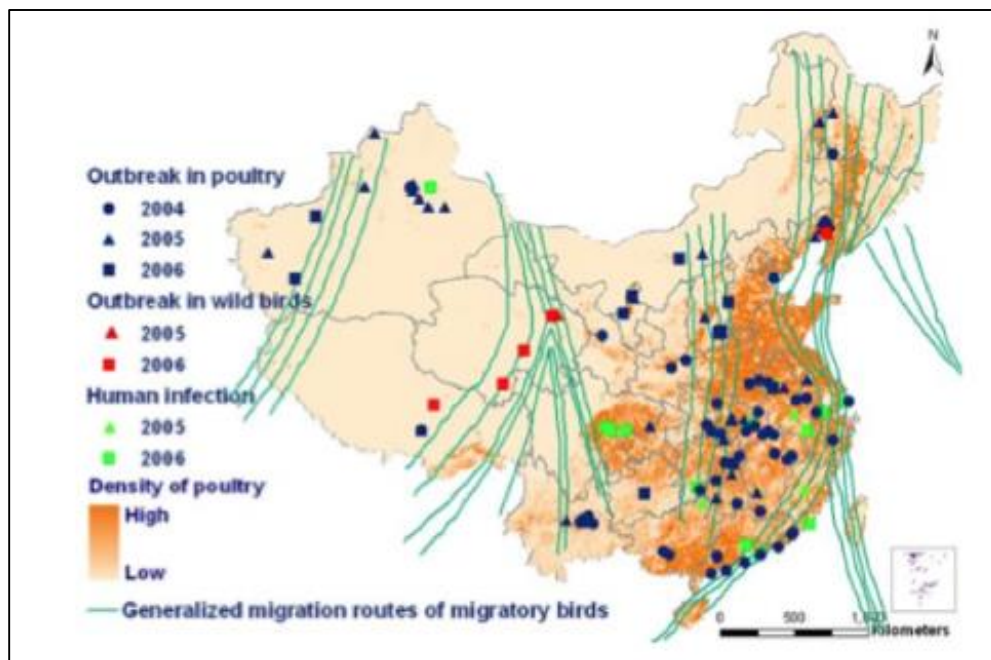 N
Outbreak in poultry
2004
2005
2006
Outbreak in wild birds
2005
2006
Human infection
2005
2006
Density of poultry
High
Low
Generalized migration routes of migratory birds
0 500
Kilometers